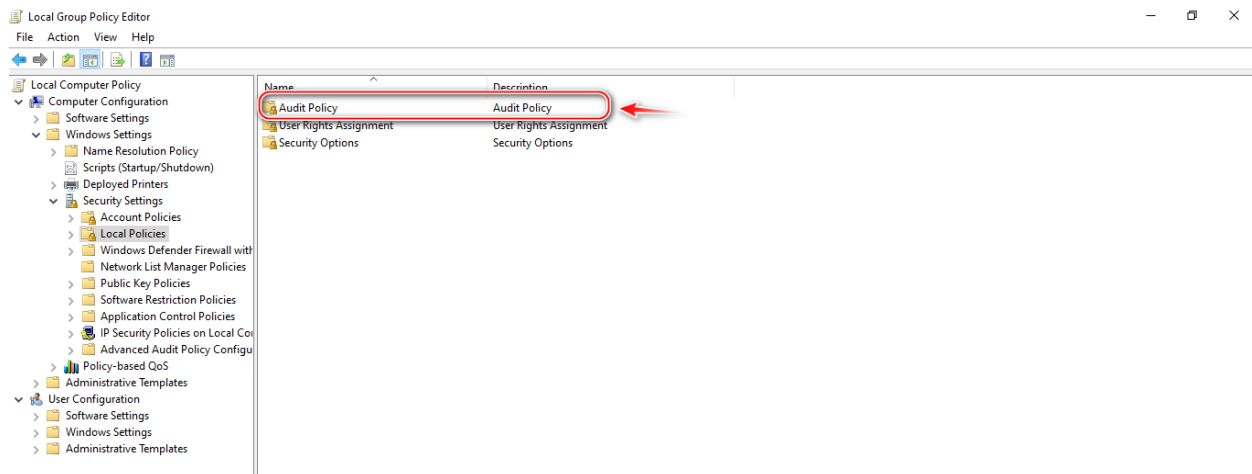 Local Group Policy Editor
File Action View Help
Local Computer Policy
Computer Configuration
Software Settings
Windows Settings
Name Resolution Policy
Scripts (Startup/Shutdown)
Deployed Printers
Security Settings
Account Policies
Local Policies
Windows Defender Firewall with
Network List Manager Policies
Public Key Policies
Software Restriction Policies
Application Control Policies
IP Security Policies on Local Co
Advanced Audit Policy Configu
Policy-based QoS
Administrative Templates
User Configuration
Software Settings
Windows Settings
Administrative Templates
Name Description
Audit Policy Audit Policy
User Rights Assignment User Rights Assignment
Security Options Security Options